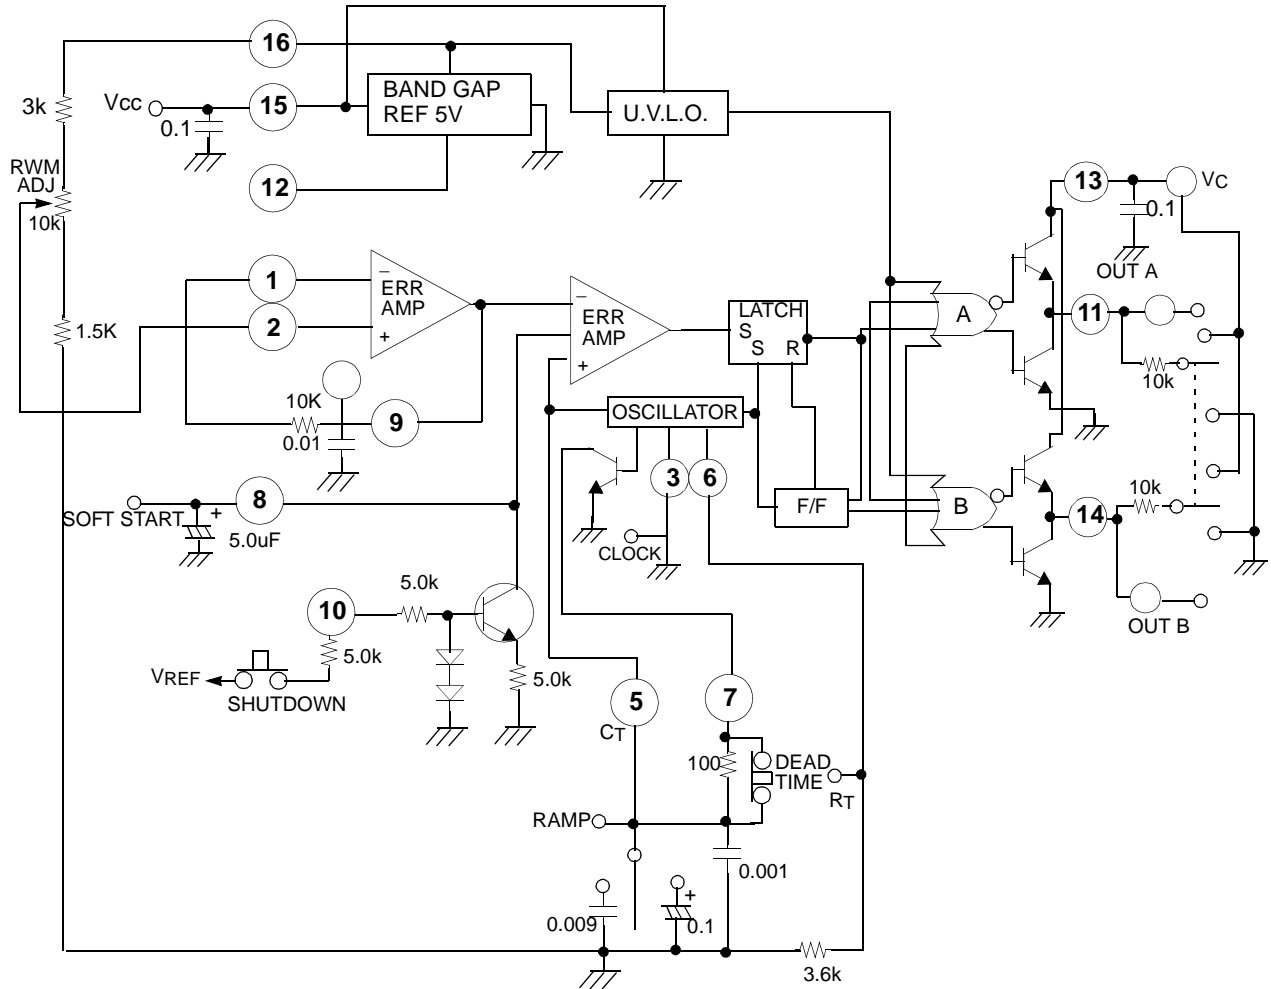 16
3k
Vcc
15
0.1
BAND GAP
REF 5V
U.V.L.O.
RWM
ADJ
10k
12
13
VC
0.1
OUT A
1
2
−
ERR
AMP
+
−
ERR
AMP
+
LATCH
S
S R
A
11
10k
1.5K
10K
0.01
9
OSCILLATOR
3
6
F/F
B
10k
14
SOFT START
+
5.0uF
8
CLOCK
OUT B
10
5.0k
5.0k
VREF
SHUTDOWN
5.0k
5
CT
7
100
DEAD
TIME
RT
RAMP
0.001
0.009
+
0.1
3.6k